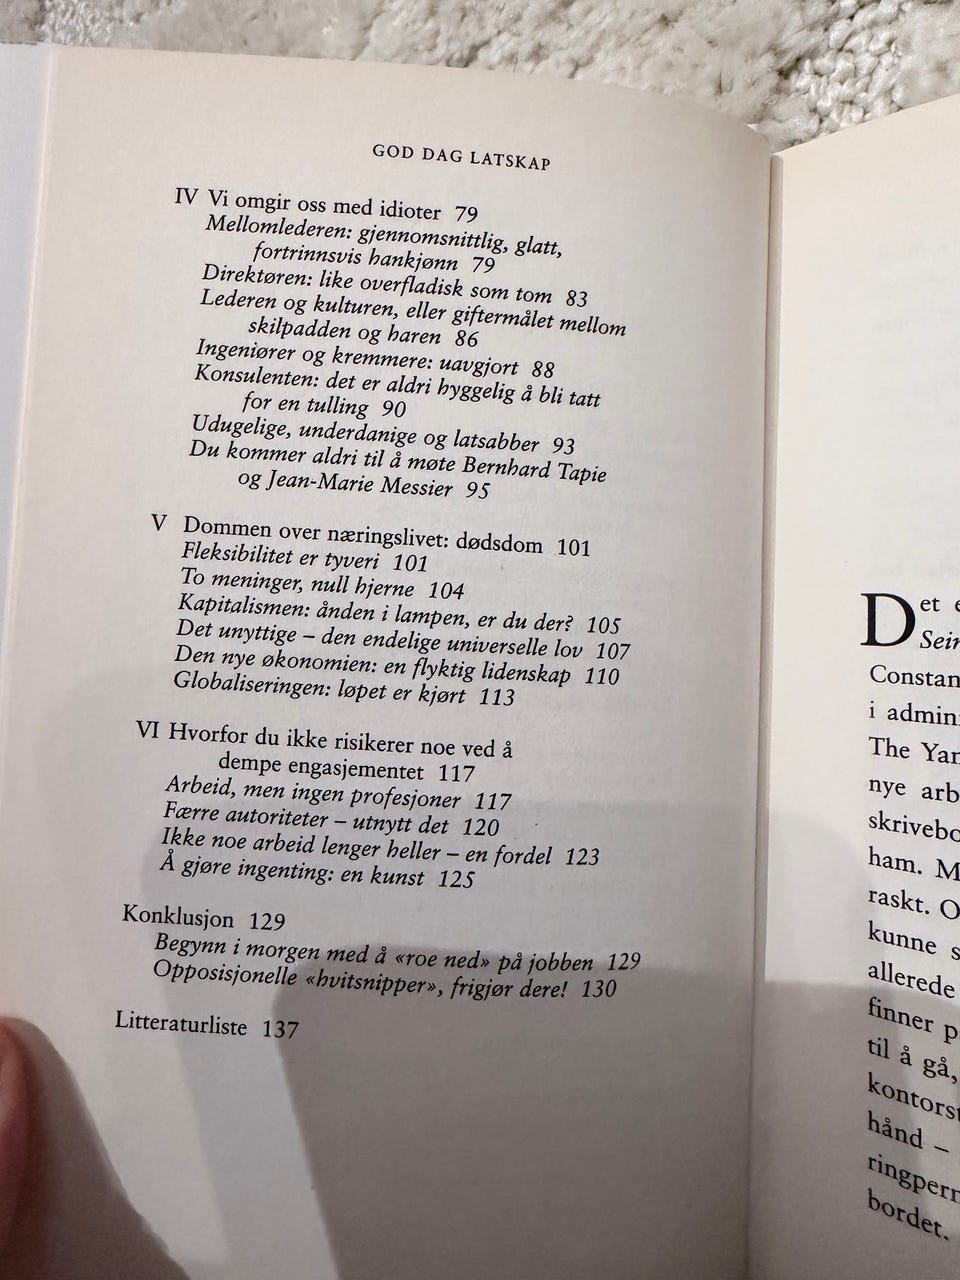 GOD DAG LATSKAP
IV Vi omgir oss med idioter 79
Mellomlederen: gjennomsnittlig, glatt,
fortrinnsvis hankjønn 79
Direktøren: like overfladisk som tom 83
Lederen og kulturen, eller giftermålet mellom
skilpadden og haren 86
Ingeniører og kremmere: uavgjort 88
Konsulenten: det er aldri hyggelig å bli tatt
for en tulling 90
Udugelige, underdanige og latsabber 93
Du kommer aldri til å møte Bernhard Tapie
og Jean-Marie Messier 95
V Dommen over næringslivet: dødsdom 101
Fleksibilitet er tyveri 101
To meninger, null hjerne 104
Kapitalismen: ånden i lampen, er du der? 105
Det unyttige – den endelige universelle lov 107
Den nye økonomien: en flyktig lidenskap 110
Globaliseringen: løpet er kjørt 113
VI Hvorfor du ikke risikerer noe ved å
dempe engasjementet 117
Arbeid, men ingen profesjoner 117
Færre autoriteter – utnytt det 120
Ikke noe arbeid lenger heller – en fordel 123
Å gjøre ingenting: en kunst 125
Konklusjon 129
Begynn i morgen med å «roe ned» på jobben 129
Opposisjonelle «hvitsnipper», frigjør dere! 130
Litteraturliste 137
Det
i
The
nye
ham.
raskt.
kunne
allerede
finner
til å gå,
hånd –
bordet.